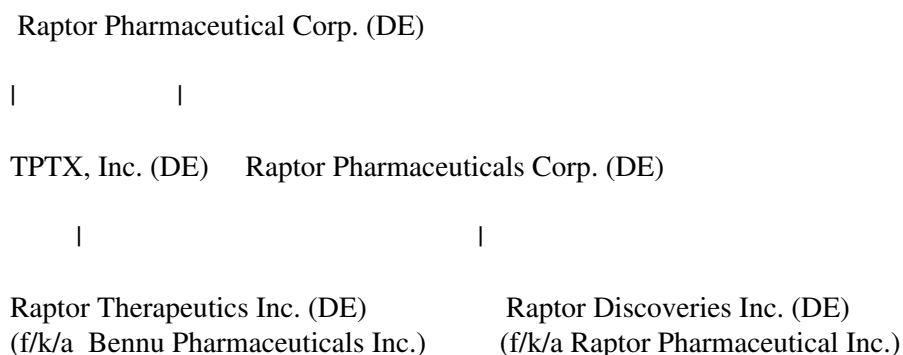 Raptor Pharmaceutical Corp. (DE)
| |
TPTX, Inc. (DE) Raptor Pharmaceuticals Corp. (DE)
| |
Raptor Therapeutics Inc. (DE) Raptor Discoveries Inc. (DE)
(f/k/a Bennu Pharmaceuticals Inc.) (f/k/a Raptor Pharmaceutical Inc.)